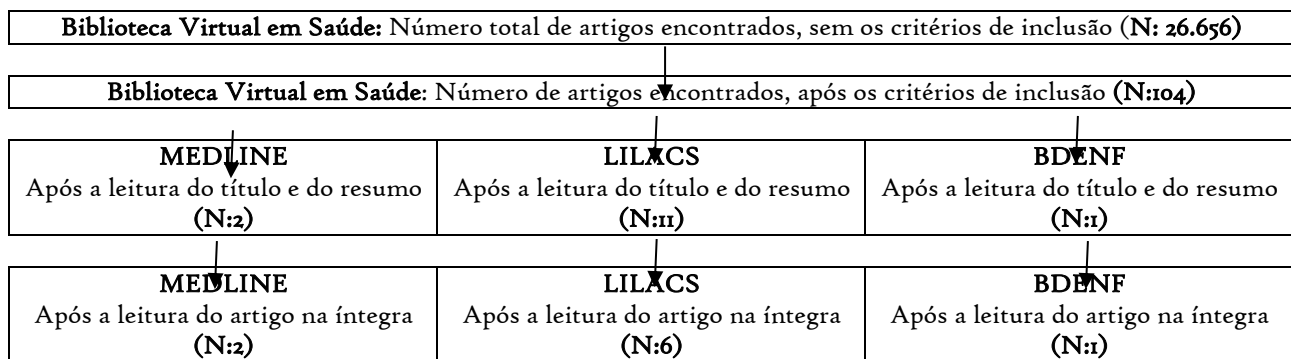 Biblioteca Virtual em Saúde: Número total de artigos encontrados, sem os critérios de inclusão (N: 26.656)
Biblioteca Virtual em Saúde: Número de artigos encontrados, após os critérios de inclusão (N:104)
MEDLINE
Após a leitura do título e do resumo
(N:2)
LILACS
Após a leitura do título e do resumo
(N:11)
BDENF
Após a leitura do título e do resumo
(N:1)
MEDLINE
Após a leitura do artigo na íntegra
(N:2)
LILACS
Após a leitura do artigo na íntegra
(N:6)
BDENF
Após a leitura do artigo na íntegra
(N:1)